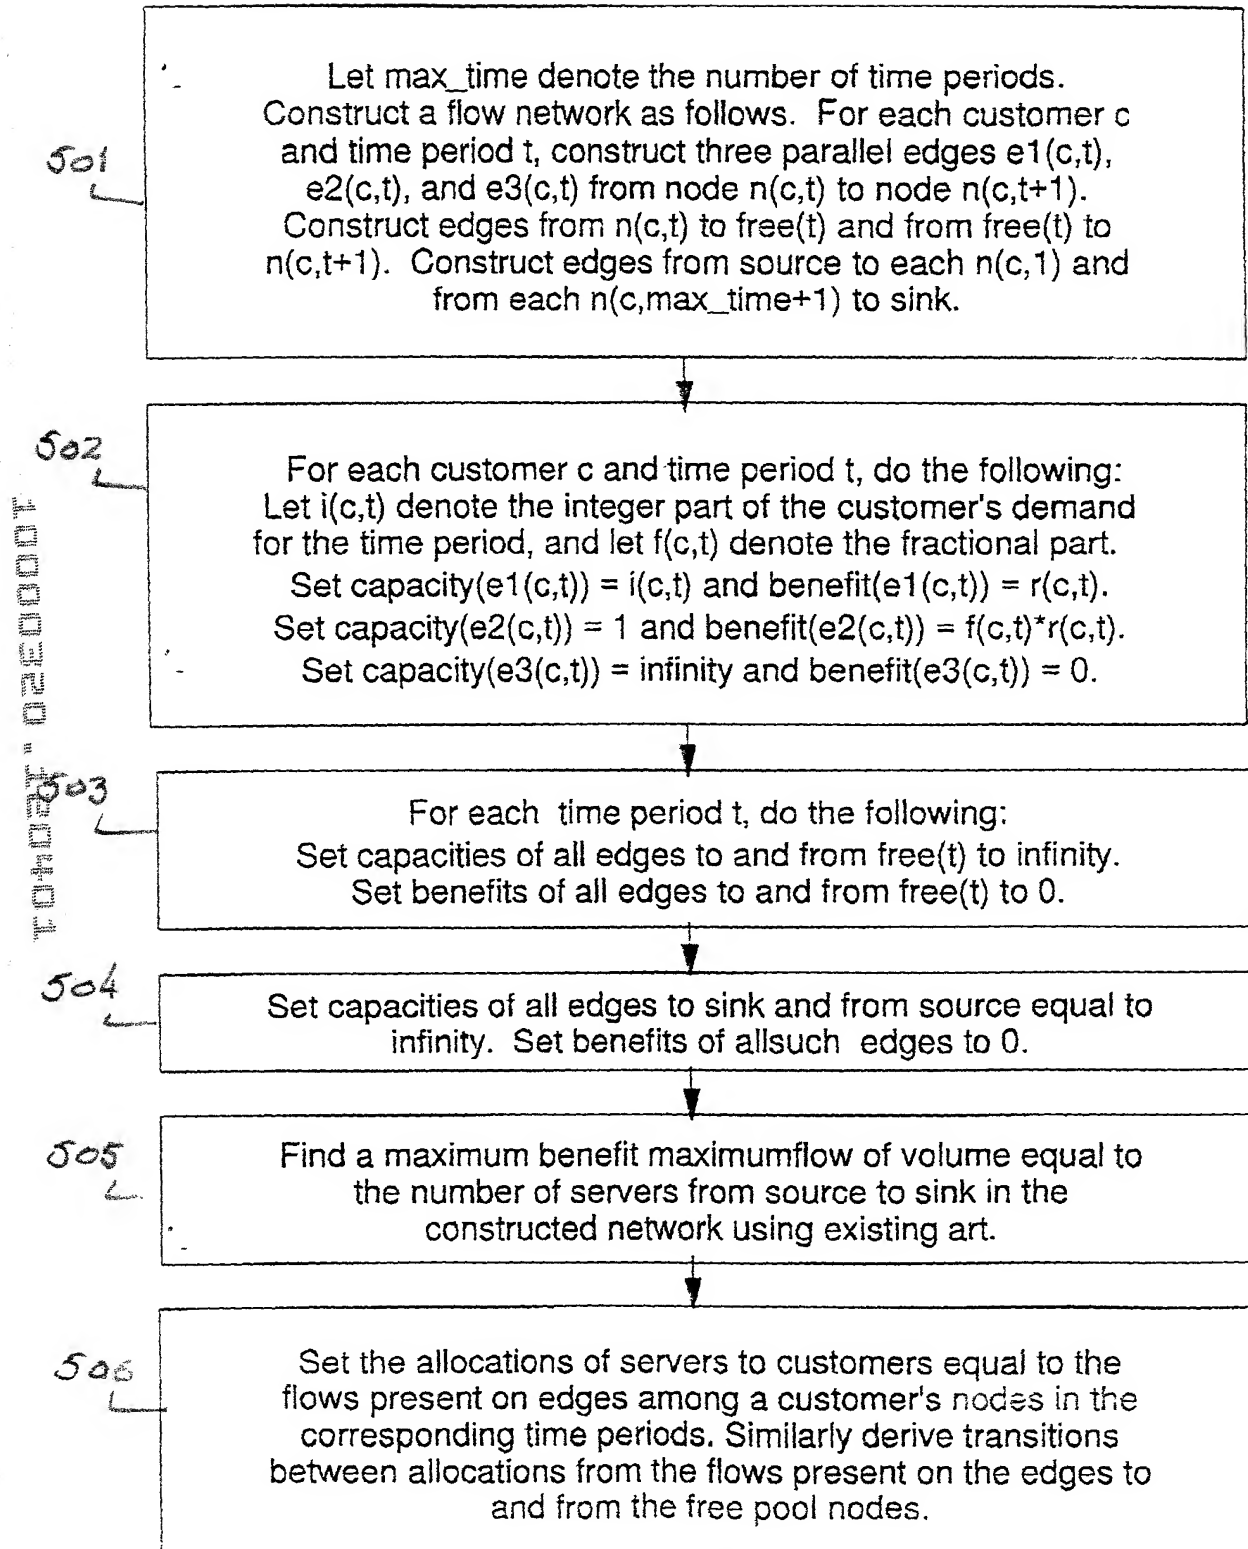 501
Let max_time denote the number of time periods.
Construct a flow network as follows. For each customer c
and time period t, construct three parallel edges e1(c,t),
e2(c,t), and e3(c,t) from node n(c,t) to node n(c,t+1).
Construct edges from n(c,t) to free(t) and from free(t) to
n(c,t+1). Construct edges from source to each n(c,1) and
from each n(c,max_time+1) to sink.
502
For each customer c and time period t, do the following:
Let i(c,t) denote the integer part of the customer's demand
for the time period, and let f(c,t) denote the fractional part.
Set capacity(e1(c,t)) = i(c,t) and benefit(e1(c,t)) = r(c,t).
Set capacity(e2(c,t)) = 1 and benefit(e2(c,t)) = f(c,t)*r(c,t).
Set capacity(e3(c,t)) = infinity and benefit(e3(c,t)) = 0.
10000320.120401
503
For each time period t, do the following:
Set capacities of all edges to and from free(t) to infinity.
Set benefits of all edges to and from free(t) to 0.
504
Set capacities of all edges to sink and from source equal to
infinity. Set benefits of allsuch edges to 0.
505
Find a maximum benefit maximumflow of volume equal to
the number of servers from source to sink in the
constructed network using existing art.
506
Set the allocations of servers to customers equal to the
flows present on edges among a customer's nodes in the
corresponding time periods. Similarly derive transitions
between allocations from the flows present on the edges to
and from the free pool nodes.